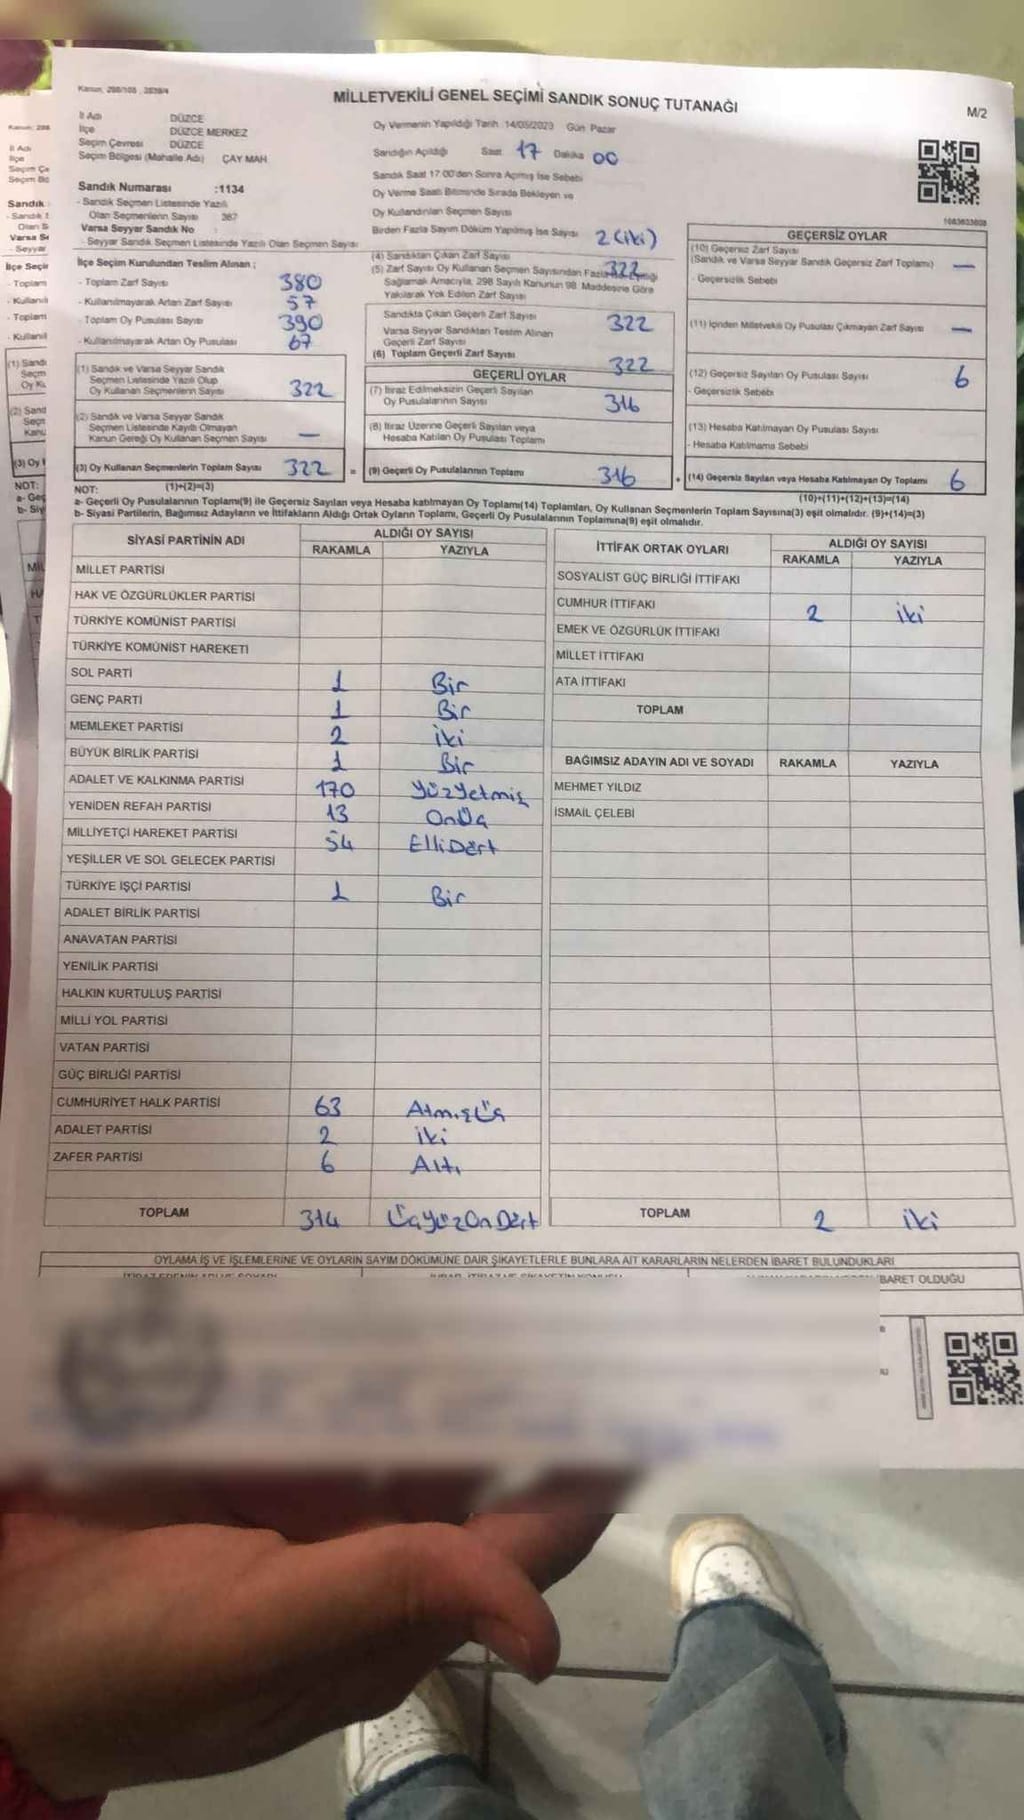 Kanun: 298/105 , 2839/4
MİLLETVEKİLİ GENEL SEÇİMİ SANDIK SONUÇ TUTANAĞI
M/2
İl Adı DÜZCE
İlçe DÜZCE MERKEZ
Seçim Çevresi DÜZCE
Seçim Bölgesi (Mahalle Adı) ÇAY MAH
Sandık Numarası :1134
- Sandık Seçmen Listesinde Yazılı
Olan Seçmenlerin Sayısı 367
Varsa Seyyar Sandık No :
- Seyyar Sandık Seçmen Listesinde Yazılı Olan Seçmen Sayısı
Oy Vermenin Yapıldığı Tarih :14/05/2023 Gün Pazar
Sandığın Açıldığı Saat 17 Dakika 00
Sandık Saat 17.00'den Sonra Açılmış İse Sebebi
Oy Verme Saati Bitiminde Sırada Bekleyen ve
Oy Kullandırılan Seçmen Sayısı
Birden Fazla Sayım Döküm Yapılmış İse Sayısı 2 (iki)
1083633808
İlçe Seçim Kurulundan Teslim Alınan ;
- Toplam Zarf Sayısı 380
- Kullanılmayarak Artan Zarf Sayısı 57
- Toplam Oy Pusulası Sayısı 390
- Kullanılmayarak Artan Oy Pusulası 67
(4) Sandıktan Çıkan Zarf Sayısı 322
(5) Zarf Sayısı Oy Kullanan Seçmen Sayısından Fazla
Sağlamak Amacıyla, 298 Sayılı Kanunun 98. Maddesine Göre
Yakılarak Yok Edilen Zarf Sayısı
Sandıkta Çıkan Geçerli Zarf Sayısı 322
Varsa Seyyar Sandıktan Teslim Alınan
Geçerli Zarf Sayısı
(6) Toplam Geçerli Zarf Sayısı 322
GEÇERSİZ OYLAR
(10) Geçersiz Zarf Sayısı
(Sandık ve Varsa Seyyar Sandık Geçersiz Zarf Toplamı) —
- Geçersizlik Sebebi
(11) İçinden Milletvekili Oy Pusulası Çıkmayan Zarf Sayısı —
(12) Geçersiz Sayılan Oy Pusulası Sayısı 6
- Geçersizlik Sebebi
(13) Hesaba Katılmayan Oy Pusulası Sayısı
- Hesaba Katılmama Sebebi
(14) Geçersiz Sayılan veya Hesaba Katılmayan Oy Toplamı 6
(10)+(11)+(12)+(13)=(14)
(1) Sandık ve Varsa Seyyar Sandık
Seçmen Listesinde Yazılı Olup
Oy Kullanan Seçmenlerin Sayısı 322
(2) Sandık ve Varsa Seyyar Sandık
Seçmen Listesinde Kayıtlı Olmayan
Kanun Gereği Oy Kullanan Seçmen Sayısı —
(3) Oy Kullanan Seçmenlerin Toplam Sayısı 322 =
(1)+(2)=(3)
GEÇERLİ OYLAR
(7) İtiraz Edilmeksizin Geçerli Sayılan
Oy Pusulalarının Sayısı 316
(8) İtiraz Üzerine Geçerli Sayılan veya
Hesaba Katılan Oy Pusulası Toplamı
(9) Geçerli Oy Pusulalarının Toplamı 316 +
NOT:
a- Geçerli Oy Pusulalarının Toplamı(9) ile Geçersiz Sayılan veya Hesaba katılmayan Oy Toplamı(14) Toplamları, Oy Kullanan Seçmenlerin Toplam Sayısına(3) eşit olmalıdır. (9)+(14)=(3)
b- Siyasi Partilerin, Bağımsız Adayların ve İttifakların Aldığı Ortak Oyların Toplamı, Geçerli Oy Pusulalarının Toplamına(9) eşit olmalıdır.
SİYASİ PARTİNİN ADI ALDIĞI OY SAYISI
RAKAMLA YAZIYLA
MİLLET PARTİSİ
HAK VE ÖZGÜRLÜKLER PARTİSİ
TÜRKİYE KOMÜNİST PARTİSİ
TÜRKİYE KOMÜNİST HAREKETİ
SOL PARTİ 1 Bir
GENÇ PARTİ 1 Bir
MEMLEKET PARTİSİ 2 iki
BÜYÜK BİRLİK PARTİSİ 1 Bir
ADALET VE KALKINMA PARTİSİ 170 Yüzyetmiş
YENİDEN REFAH PARTİSİ 13 OnÜç
MİLLİYETÇİ HAREKET PARTİSİ 54 ElliDört
YEŞİLLER VE SOL GELECEK PARTİSİ
TÜRKİYE İŞÇİ PARTİSİ 1 Bir
ADALET BİRLİK PARTİSİ
ANAVATAN PARTİSİ
YENİLİK PARTİSİ
HALKIN KURTULUŞ PARTİSİ
MİLLİ YOL PARTİSİ
VATAN PARTİSİ
GÜÇ BİRLİĞİ PARTİSİ
CUMHURİYET HALK PARTİSİ 63 AtmışÜç
ADALET PARTİSİ 2 iki
ZAFER PARTİSİ 6 Altı
TOPLAM 314 ÜçyüzOnDört
İTTİFAK ORTAK OYLARI ALDIĞI OY SAYISI
RAKAMLA YAZIYLA
SOSYALİST GÜÇ BİRLİĞİ İTTİFAKI
CUMHUR İTTİFAKI 2 iki
EMEK VE ÖZGÜRLÜK İTTİFAKI
MİLLET İTTİFAKI
ATA İTTİFAKI
TOPLAM
BAĞIMSIZ ADAYIN ADI VE SOYADI RAKAMLA YAZIYLA
MEHMET YILDIZ
İSMAİL ÇELEBİ
TOPLAM 2 iki
OYLAMA İŞ VE İŞLEMLERİNE VE OYLARIN SAYIM DÖKÜMÜNE DAİR ŞİKAYETLERLE BUNLARA AİT KARARLARIN NELERDEN İBARET BULUNDUKLARI
İBARET OLDUĞU